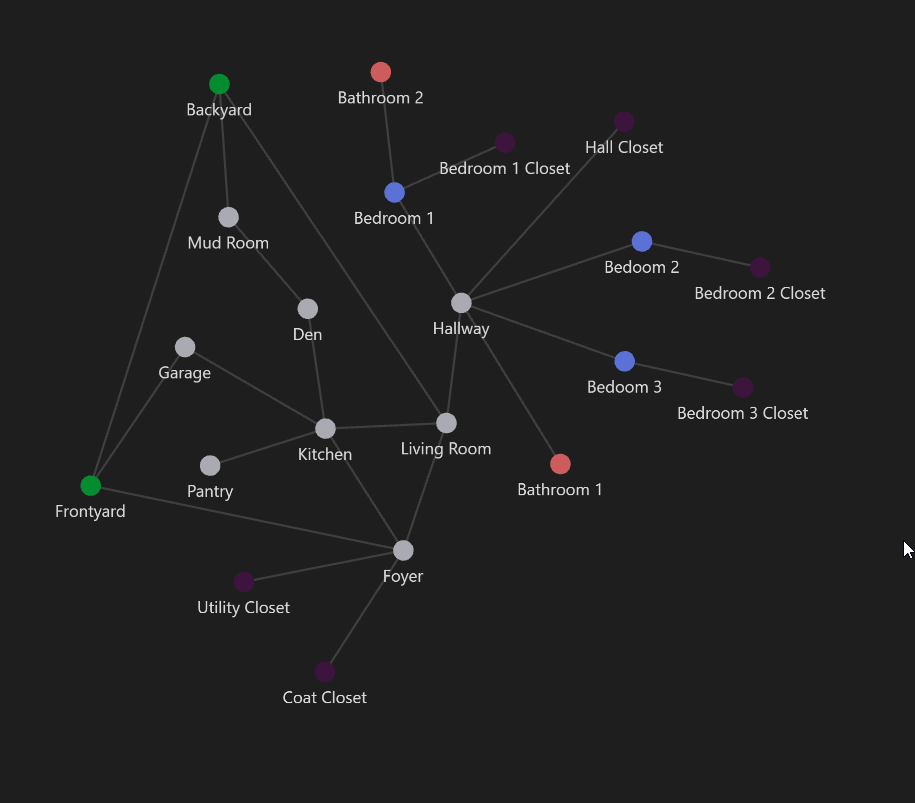 Bathroom 2
Backyard
Hall Closet
Bedroom 1 Closet
Bedroom 1
Mud Room
Bedoom 2
Bedroom 2 Closet
Hallway
Den
Garage
Bedoom 3
Bedroom 3 Closet
Kitchen
Living Room
Pantry
Bathroom 1
Frontyard
Foyer
Utility Closet
Coat Closet